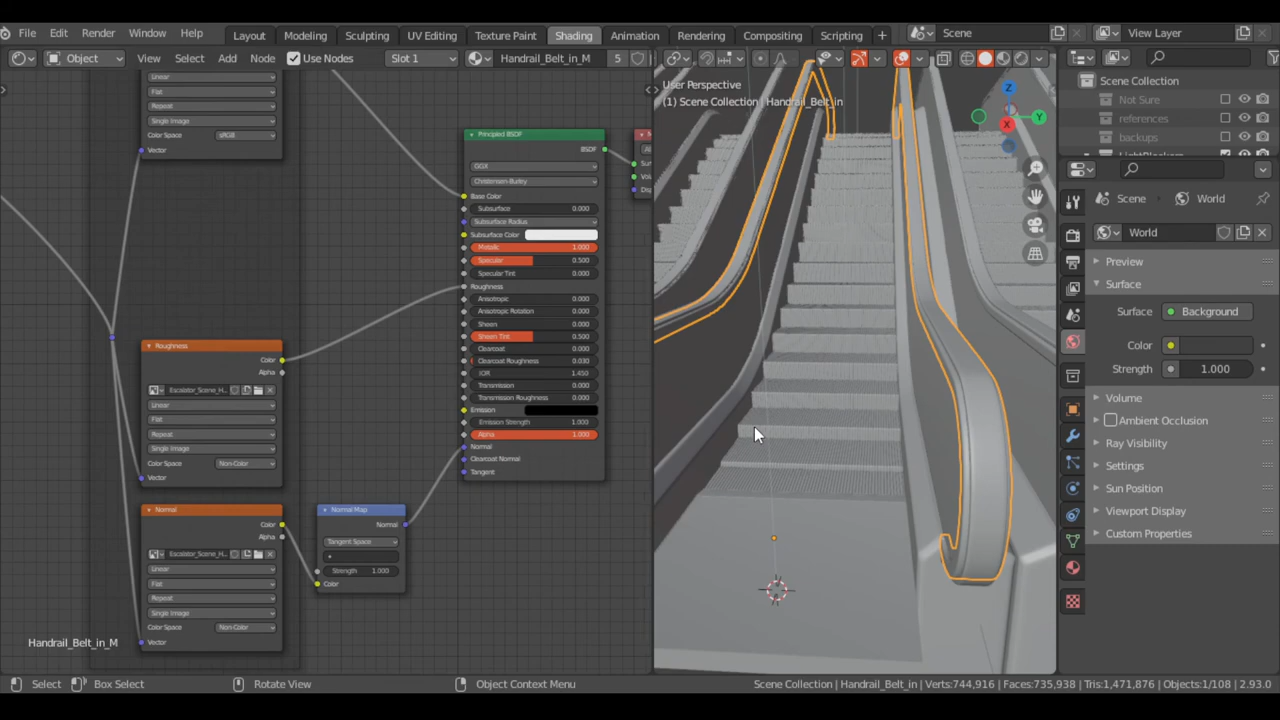 File Edit Render Window Help Layout Modeling Sculpting UV Editing Texture Paint Shading Animation Rendering Compositing Scripting + Scene View Layer
Object View Select Add Node Use Nodes Slot 1 Handrail_Belt_in_M 5
Linear
Flat
Repeat
Single Image
Color Space sRGB
Vector
Roughness
Color
Alpha
Escalator_Scene_H...
Linear
Flat
Repeat
Single Image
Color Space Non-Color
Vector
Normal
Color
Alpha
Escalator_Scene_H...
Linear
Flat
Repeat
Single Image
Color Space Non-Color
Vector
Normal Map
Normal
Tangent Space
Strength 1.000
Color
Principled BSDF
BSDF
GGX
Christensen-Burley
Base Color
Subsurface 0.000
Subsurface Radius
Subsurface Color
Metallic 1.000
Specular 0.500
Specular Tint 0.000
Roughness
Anisotropic 0.000
Anisotropic Rotation 0.000
Sheen 0.000
Sheen Tint 0.500
Clearcoat 0.000
Clearcoat Roughness 0.030
IOR 1.450
Transmission 0.000
Transmission Roughness 0.000
Emission
Emission Strength 1.000
Alpha 1.000
Normal
Clearcoat Normal
Tangent
Handrail_Belt_in_M
User Perspective
(1) Scene Collection | Handrail_Belt_in
Z
Y
X
Scene Collection
Not Sure
references
backups
LightBlockers
Scene World
World
Preview
Surface
Surface Background
Color
Strength 1.000
Volume
Ambient Occlusion
Ray Visibility
Settings
Sun Position
Viewport Display
Custom Properties
Select Box Select Rotate View Object Context Menu Scene Collection | Handrail_Belt_in | Verts:744,916 | Faces:735,938 | Tris:1,471,876 | Objects:1/108 | 2.93.0